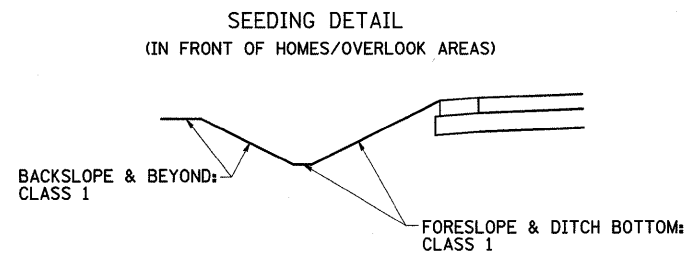 SEEDING DETAIL
(IN FRONT OF HOMES/OVERLOOK AREAS)
BACKSLOPE & BEYOND:
CLASS 1
FORESLOPE & DITCH BOTTOM:
CLASS 1